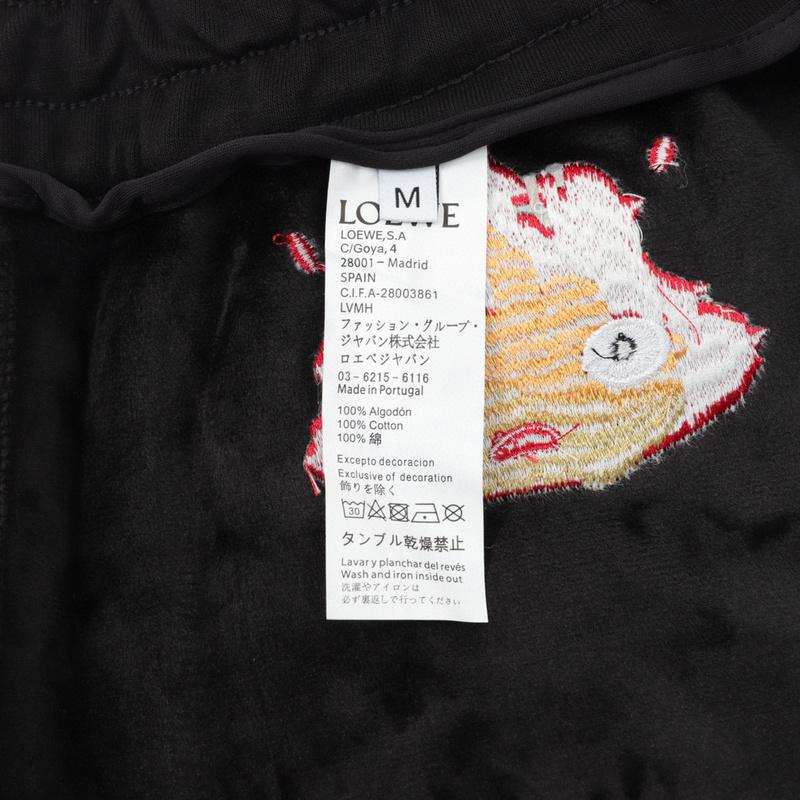 M
LOEWE
LOEWE,S.A
C/Goya, 4
28001 – Madrid
SPAIN
C.I.F.A-28003861
LVMH
ファッション・グループ・
ジャパン株式会社
ロエベジャパン
03 – 6215 – 6116
Made in Portugal
100% Algodón
100% Cotton
100% 綿
Excepto decoracion
Exclusive of decoration
飾りを除く
30
タンブル乾燥禁止
Lavar y planchar del revés
Wash and iron inside out
洗濯やアイロンは
必ず裏返しで行ってください